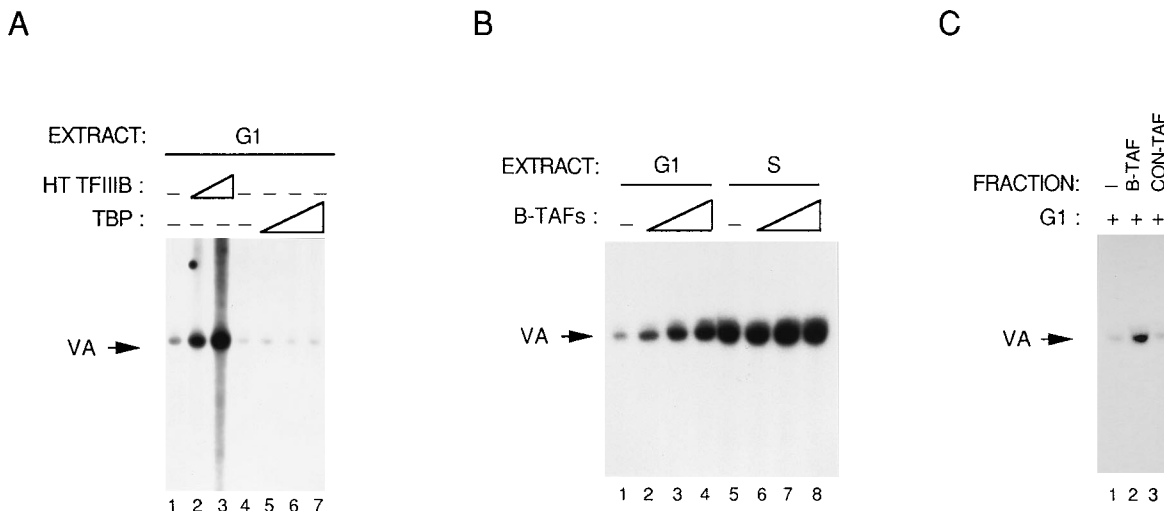 A
EXTRACT: G1
HT TFIIIB : – – – – –
TBP : – – – –
VA
1 2 3 4 5 6 7
B
EXTRACT: G1 S
B-TAFs : – –
VA
1 2 3 4 5 6 7 8
C
FRACTION: – B-TAF CON-TAF
G1 : + + +
VA
1 2 3